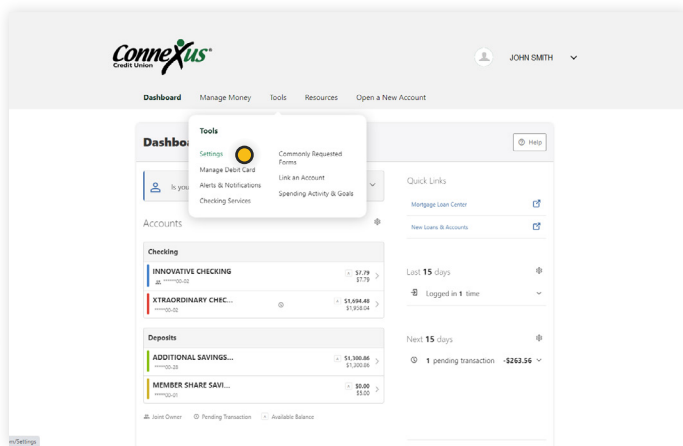 Connexus®
Credit Union
JOHN SMITH
Dashboard Manage Money Tools Resources Open a New Account
Tools
Settings
Manage Debit Card
Alerts & Notifications
Checking Services
Commonly Requested
Forms
Link an Account
Spending Activity & Goals
Dashboa
Help
Is you
Quick Links
Mortgage Loan Center
New Loans & Accounts
Accounts
Checking
INNOVATIVE CHECKING
$7.79
$7.79
XTRAORDINARY CHEC...
$1,694.48
$1,958.04
Last 15 days
Logged in 1 time
Next 15 days
1 pending transaction -$263.56
Deposits
ADDITIONAL SAVINGS...
$1,300.86
$1,300.86
MEMBER SHARE SAVI...
$0.00
$5.00
Joint Owner Pending Transaction Available Balance
m/Settings